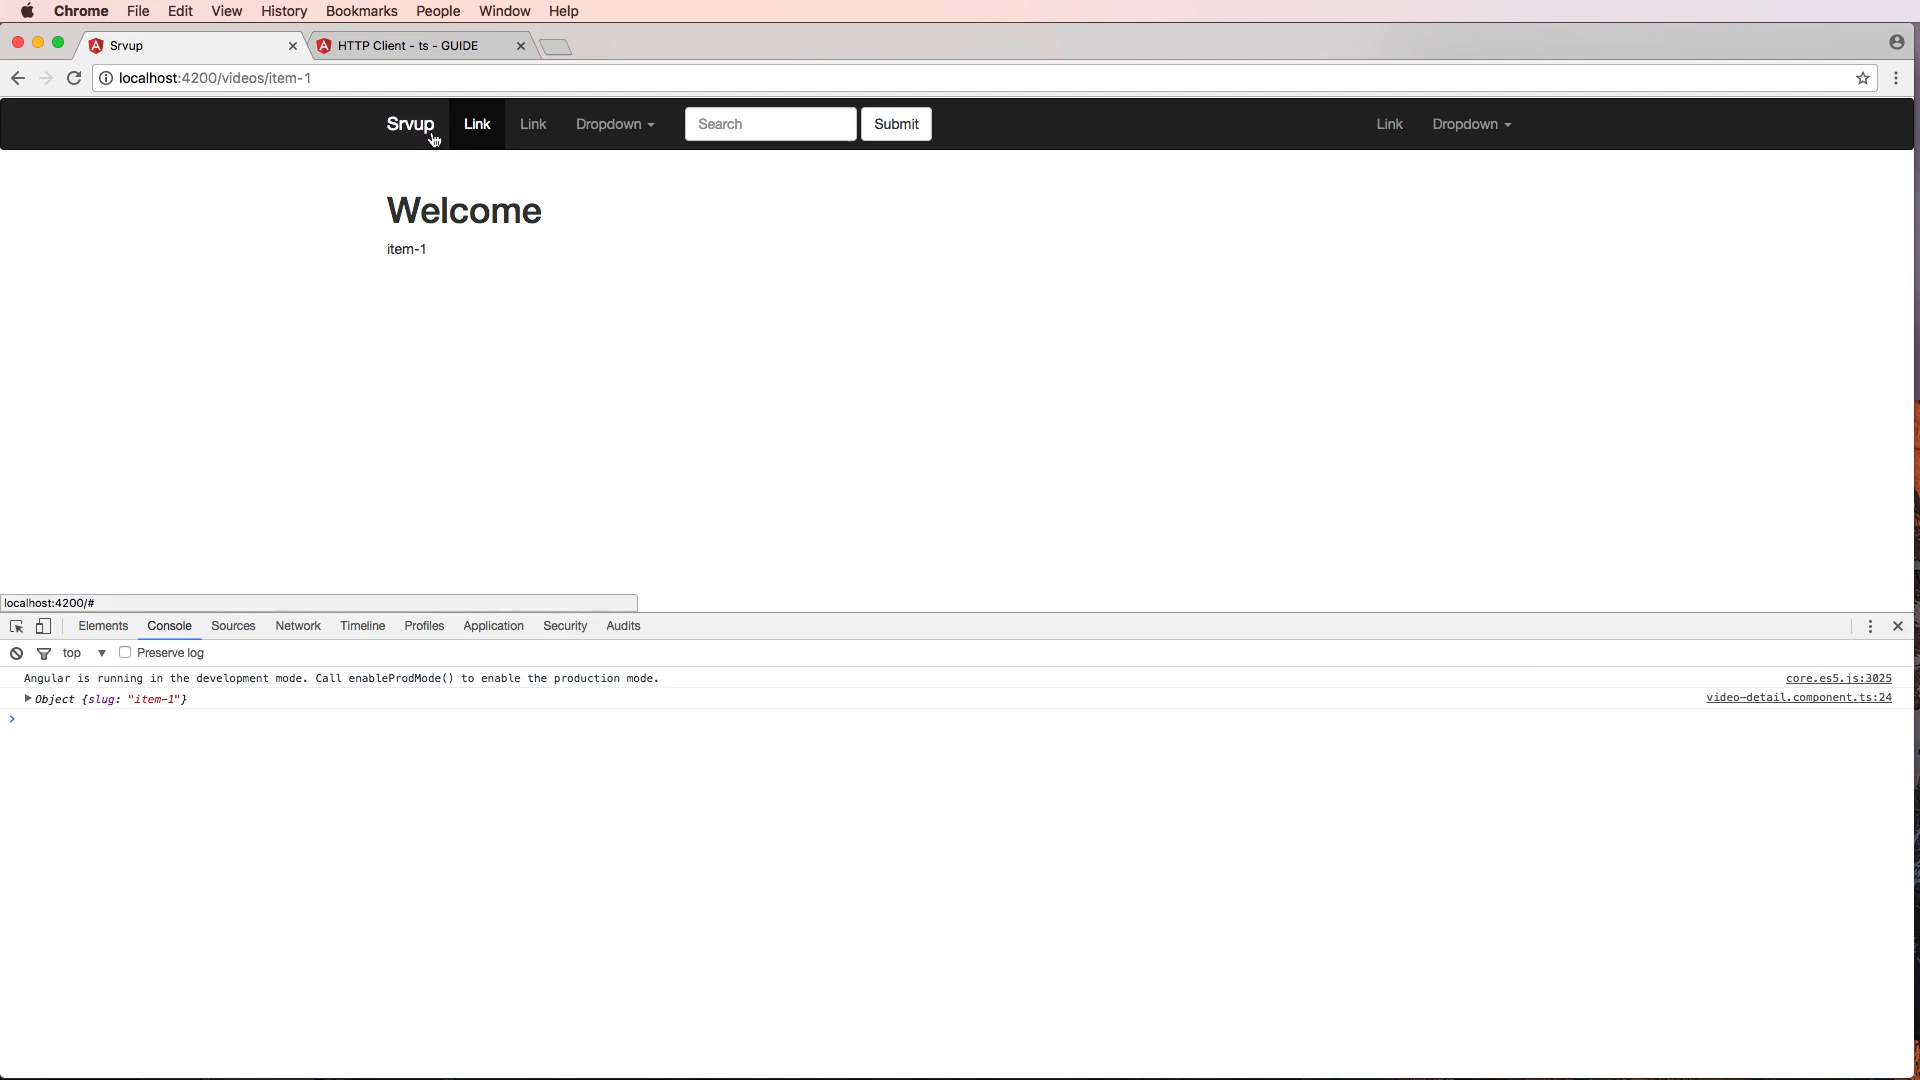 Chrome File Edit View History Bookmarks People Window Help
Srvup
HTTP Client - ts - GUIDE
localhost:4200/videos/item-1
Srvup Link Link Dropdown Search Submit Link Dropdown
Welcome
item-1
localhost:4200/#
Elements Console Sources Network Timeline Profiles Application Security Audits
top Preserve log
Angular is running in the development mode. Call enableProdMode() to enable the production mode. core.es5.js:3025
Object {slug: "item-1"} video-detail.component.ts:24